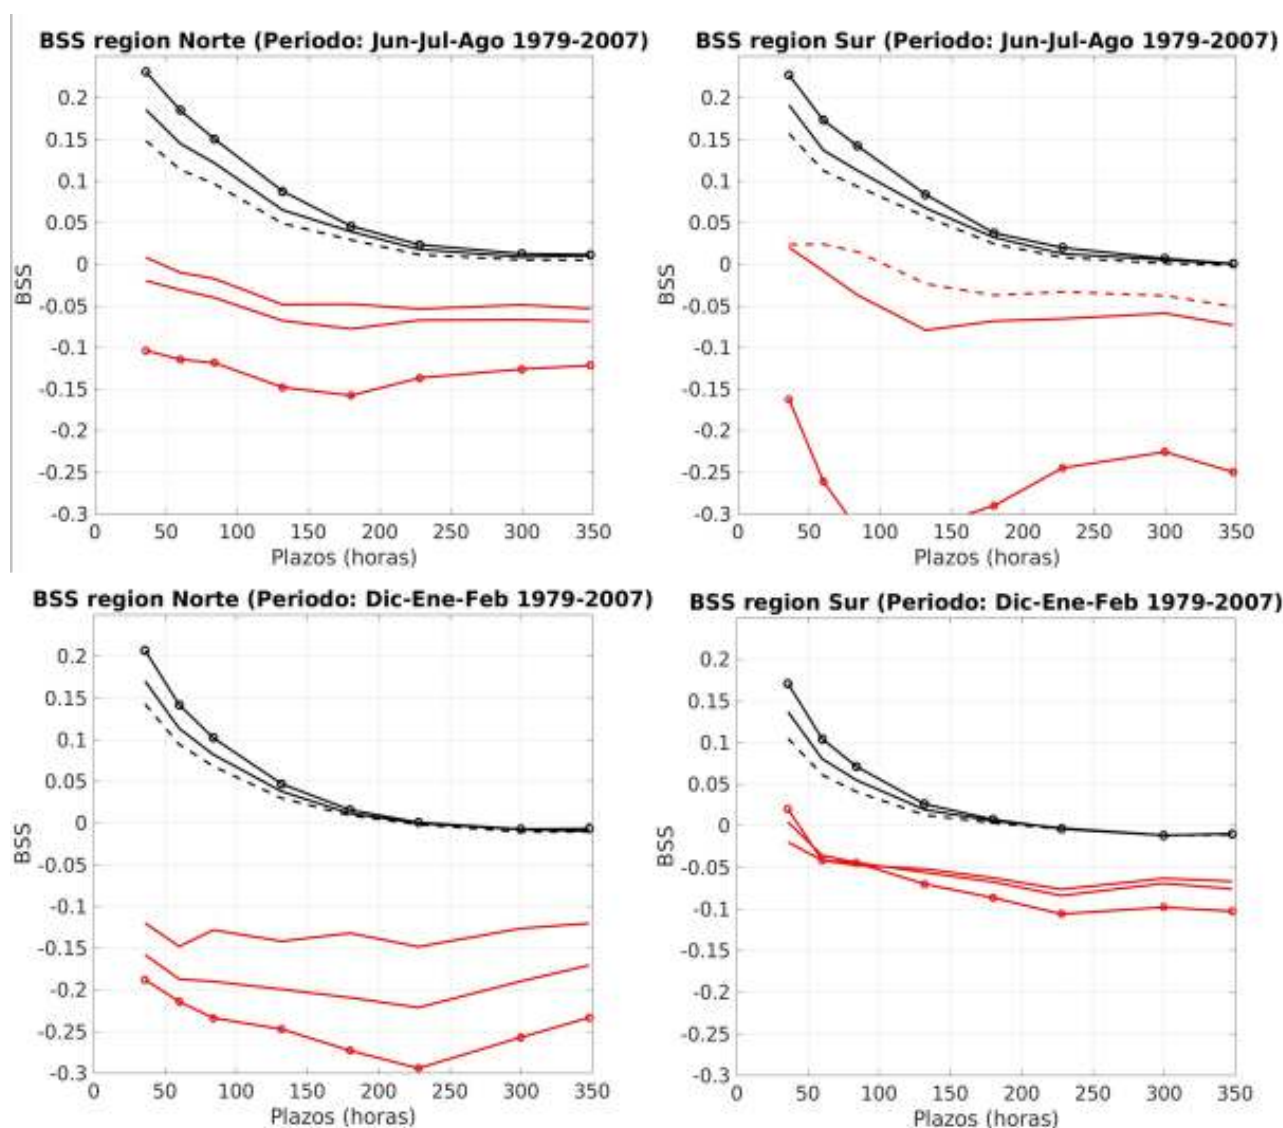 BSS region Norte (Periodo: Jun-Jul-Ago 1979-2007)
0.2
0.15
0.1
0.05
0
-0.05
-0.1
-0.15
-0.2
-0.25
-0.3
BSS
0 50 100 150 200 250 300 350
Plazos (horas)
BSS region Sur (Periodo: Jun-Jul-Ago 1979-2007)
0.2
0.15
0.1
0.05
0
-0.05
-0.1
-0.15
-0.2
-0.25
-0.3
BSS
0 50 100 150 200 250 300 350
Plazos (horas)
BSS region Norte (Periodo: Dic-Ene-Feb 1979-2007)
0.2
0.15
0.1
0.05
0
-0.05
-0.1
-0.15
-0.2
-0.25
-0.3
BSS
0 50 100 150 200 250 300 350
Plazos (horas)
BSS region Sur (Periodo: Dic-Ene-Feb 1979-2007)
0.2
0.15
0.1
0.05
0
-0.05
-0.1
-0.15
-0.2
-0.25
-0.3
BSS
0 50 100 150 200 250 300 350
Plazos (horas)